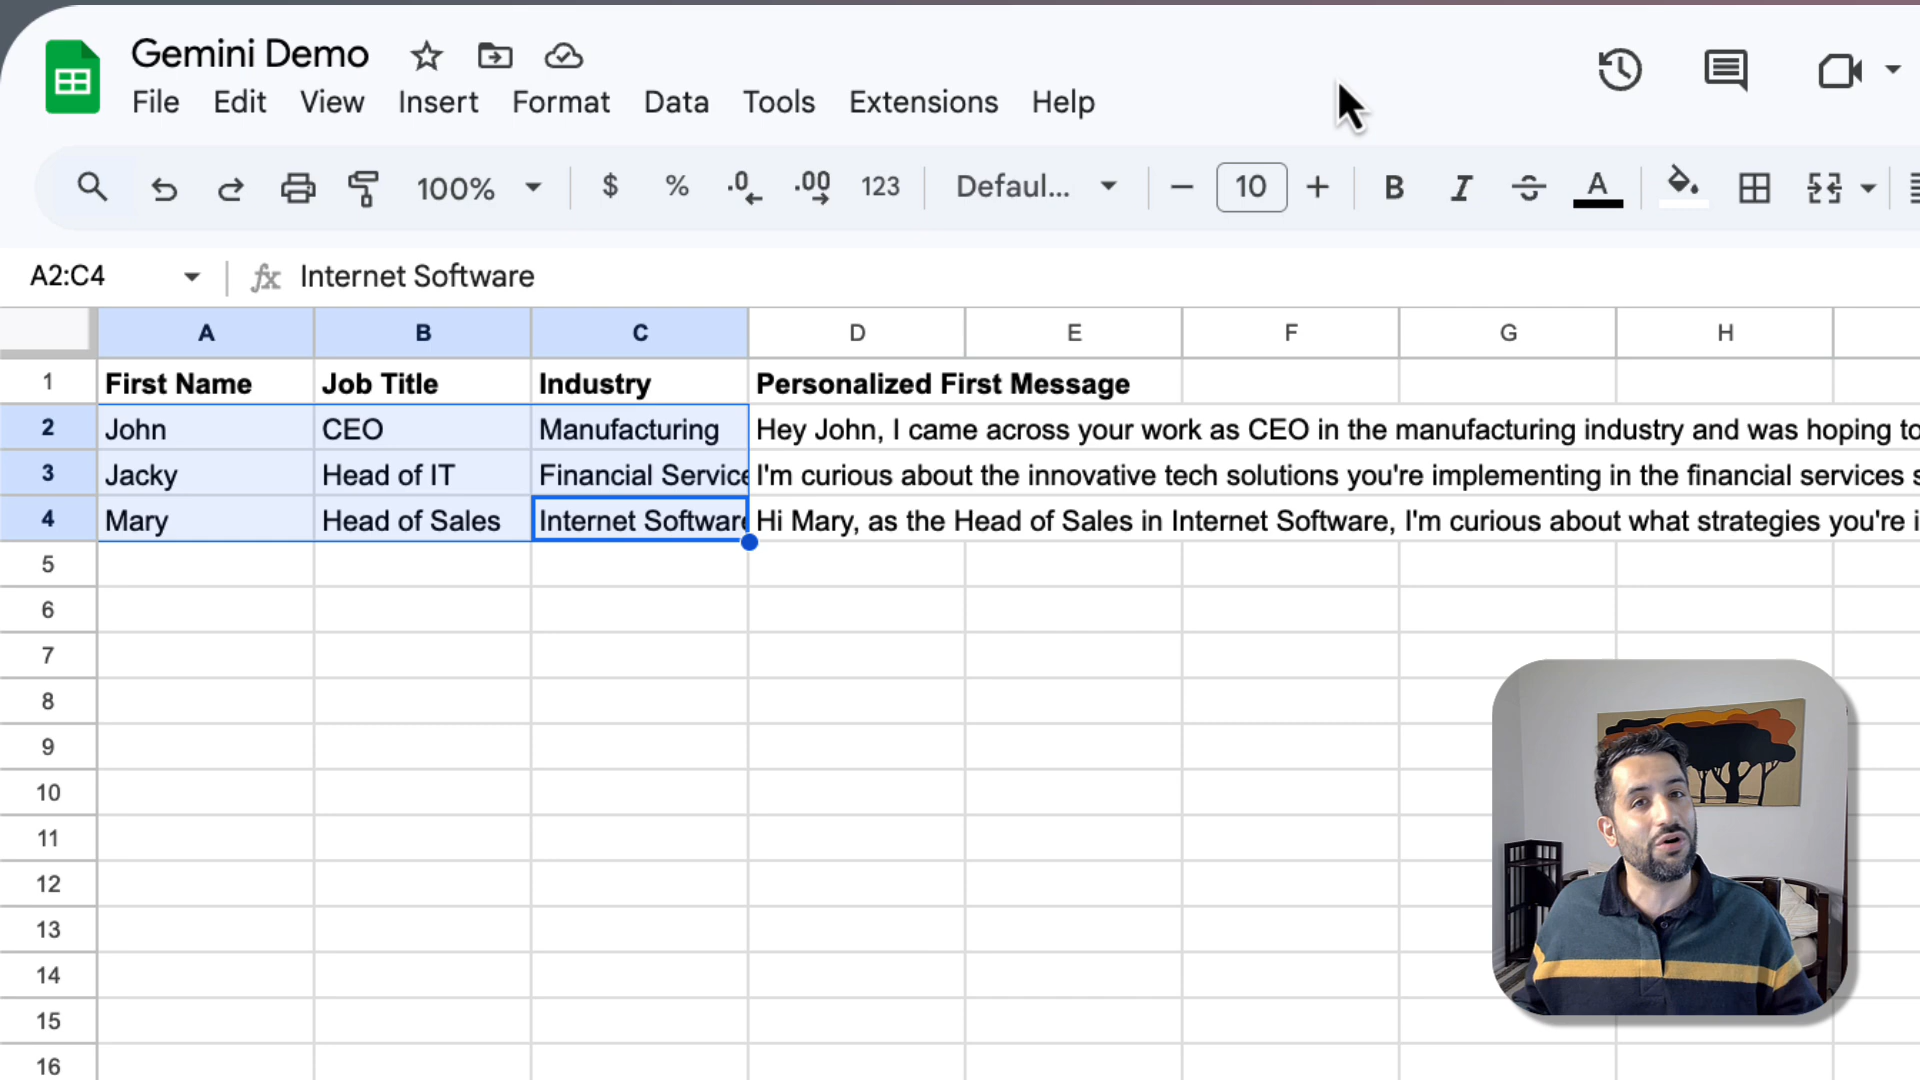 Gemini Demo
File Edit View Insert Format Data Tools Extensions Help
100% $ % .0 .00 123 Defaul... 10 B I A
A2:C4 fx Internet Software
A B C D E F G H
1 First Name Job Title Industry Personalized First Message
2 John CEO Manufacturing Hey John, I came across your work as CEO in the manufacturing industry and was hoping to
3 Jacky Head of IT Financial Service I'm curious about the innovative tech solutions you're implementing in the financial services s
4 Mary Head of Sales Internet Software Hi Mary, as the Head of Sales in Internet Software, I'm curious about what strategies you're i
5
6
7
8
9
10
11
12
13
14
15
16